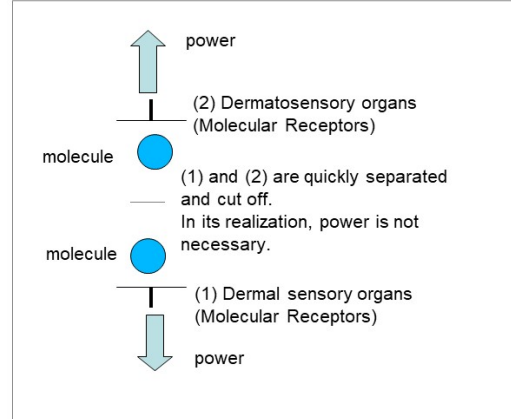 power
(2) Dermatosensory organs
(Molecular Receptors)
molecule
(1) and (2) are quickly separated
and cut off.
In its realization, power is not
necessary.
molecule
(1) Dermal sensory organs
(Molecular Receptors)
power